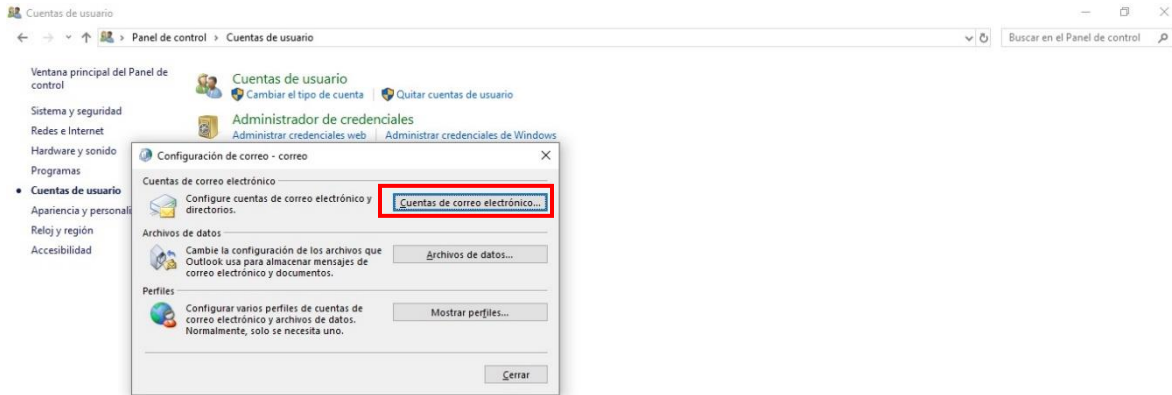 Cuentas de usuario
Panel de control > Cuentas de usuario
Buscar en el Panel de control
Ventana principal del Panel de
control
Sistema y seguridad
Redes e Internet
Hardware y sonido
Programas
Cuentas de usuario
Apariencia y personali
Reloj y región
Accesibilidad
Cuentas de usuario
Cambiar el tipo de cuenta
Quitar cuentas de usuario
Administrador de credenciales
Administrar credenciales web
Administrar credenciales de Windows
Configuración de correo - correo
Cuentas de correo electrónico
Configure cuentas de correo electrónico y
directorios.
Cuentas de correo electrónico...
Archivos de datos
Cambie la configuración de los archivos que
Outlook usa para almacenar mensajes de
correo electrónico y documentos.
Archivos de datos...
Perfiles
Configurar varios perfiles de cuentas de
correo electrónico y archivos de datos.
Normalmente, solo se necesita uno.
Mostrar perfiles...
Cerrar